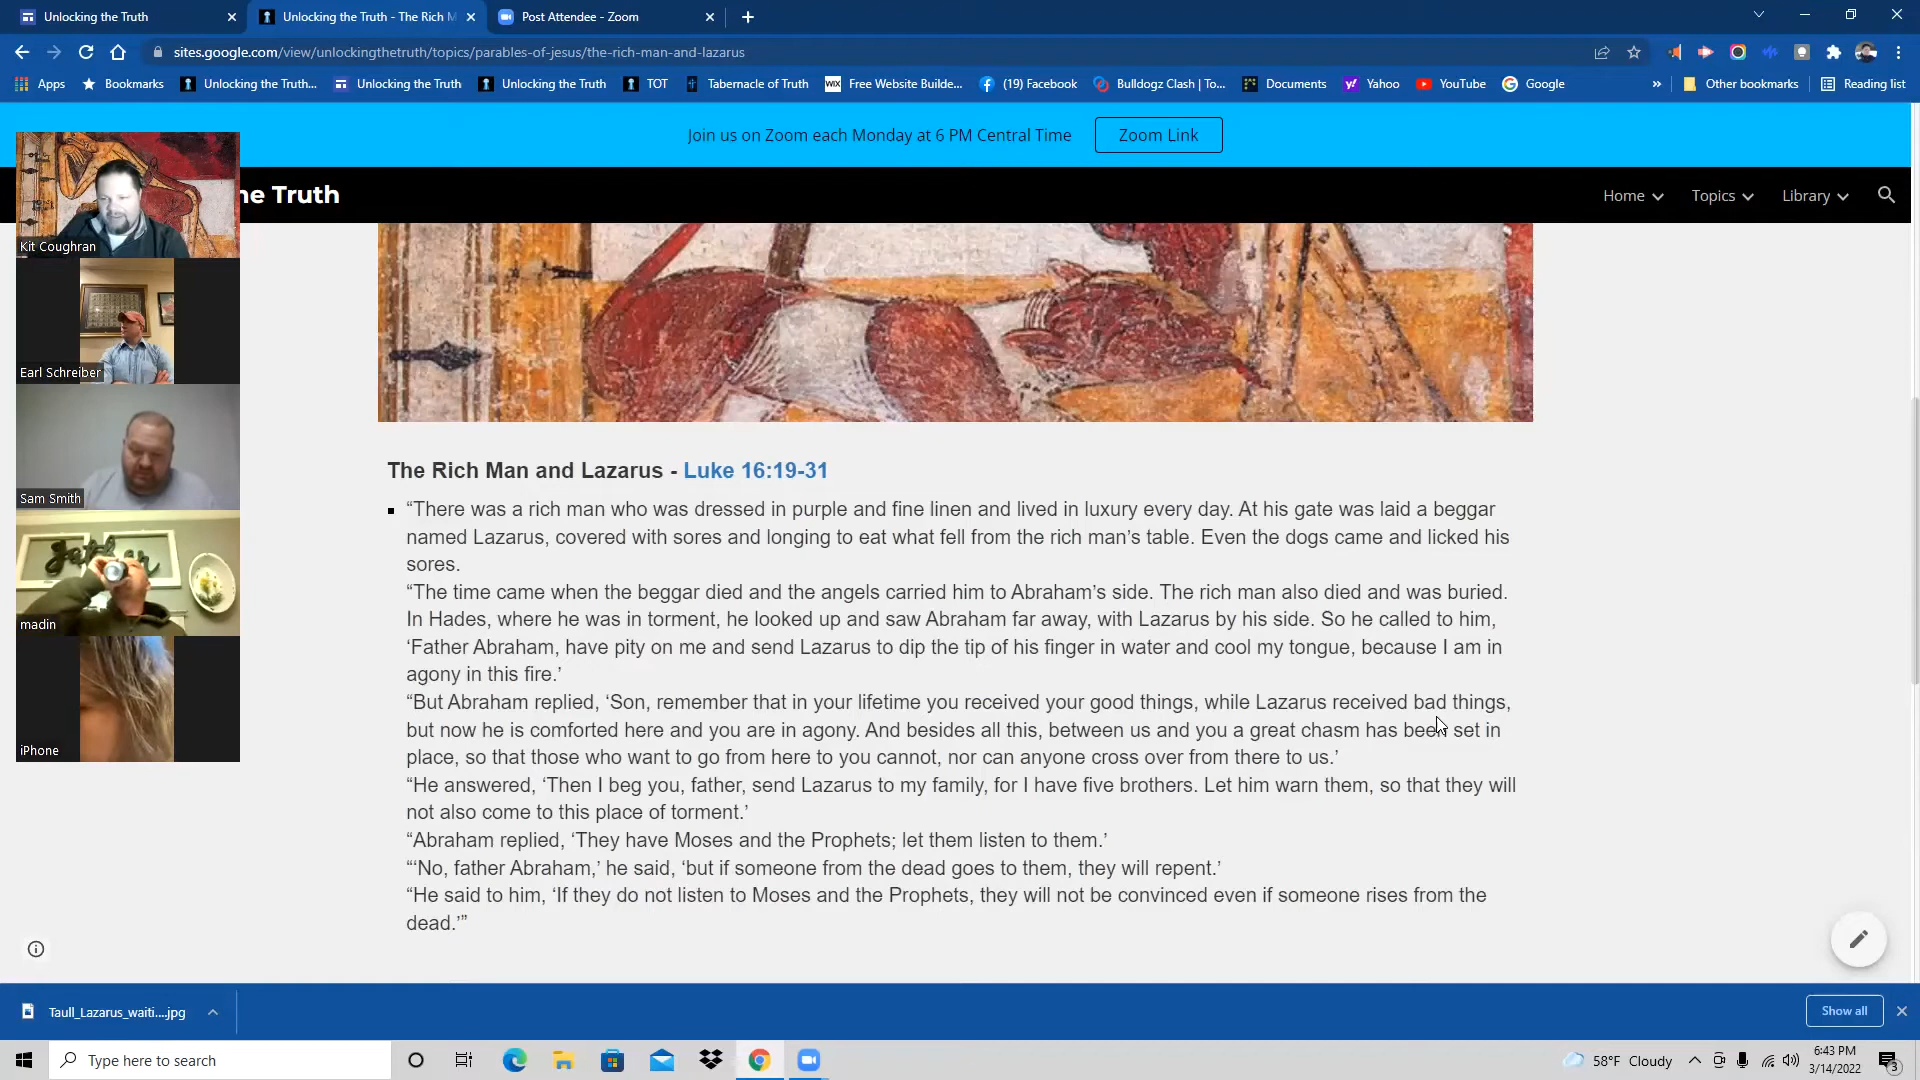 Unlocking the Truth
Unlocking the Truth - The Rich M
Post Attendee - Zoom
sites.google.com/view/unlockingthetruth/topics/parables-of-jesus/the-rich-man-and-lazarus
Apps
Bookmarks
Unlocking the Truth...
Unlocking the Truth
Unlocking the Truth
TOT
Tabernacle of Truth
WiX
Free Website Builde...
(19) Facebook
Bulldogz Clash | To...
Documents
Yahoo
YouTube
Google
»
Other bookmarks
Reading list
Join us on Zoom each Monday at 6 PM Central Time
Zoom Link
he Truth
Home
Topics
Library
Kit Coughran
Earl Schreiber
Sam Smith
madin
iPhone
The Rich Man and Lazarus - Luke 16:19-31
“There was a rich man who was dressed in purple and fine linen and lived in luxury every day. At his gate was laid a beggar
named Lazarus, covered with sores and longing to eat what fell from the rich man’s table. Even the dogs came and licked his
sores.
“The time came when the beggar died and the angels carried him to Abraham’s side. The rich man also died and was buried.
In Hades, where he was in torment, he looked up and saw Abraham far away, with Lazarus by his side. So he called to him,
‘Father Abraham, have pity on me and send Lazarus to dip the tip of his finger in water and cool my tongue, because I am in
agony in this fire.’
“But Abraham replied, ‘Son, remember that in your lifetime you received your good things, while Lazarus received bad things,
but now he is comforted here and you are in agony. And besides all this, between us and you a great chasm has been set in
place, so that those who want to go from here to you cannot, nor can anyone cross over from there to us.’
“He answered, ‘Then I beg you, father, send Lazarus to my family, for I have five brothers. Let him warn them, so that they will
not also come to this place of torment.’
“Abraham replied, ‘They have Moses and the Prophets; let them listen to them.’
“‘No, father Abraham,’ he said, ‘but if someone from the dead goes to them, they will repent.’
“He said to him, ‘If they do not listen to Moses and the Prophets, they will not be convinced even if someone rises from the
dead.’”
Taull_Lazarus_waiti....jpg
Show all
Type here to search
58°F Cloudy
6:43 PM
3/14/2022
3